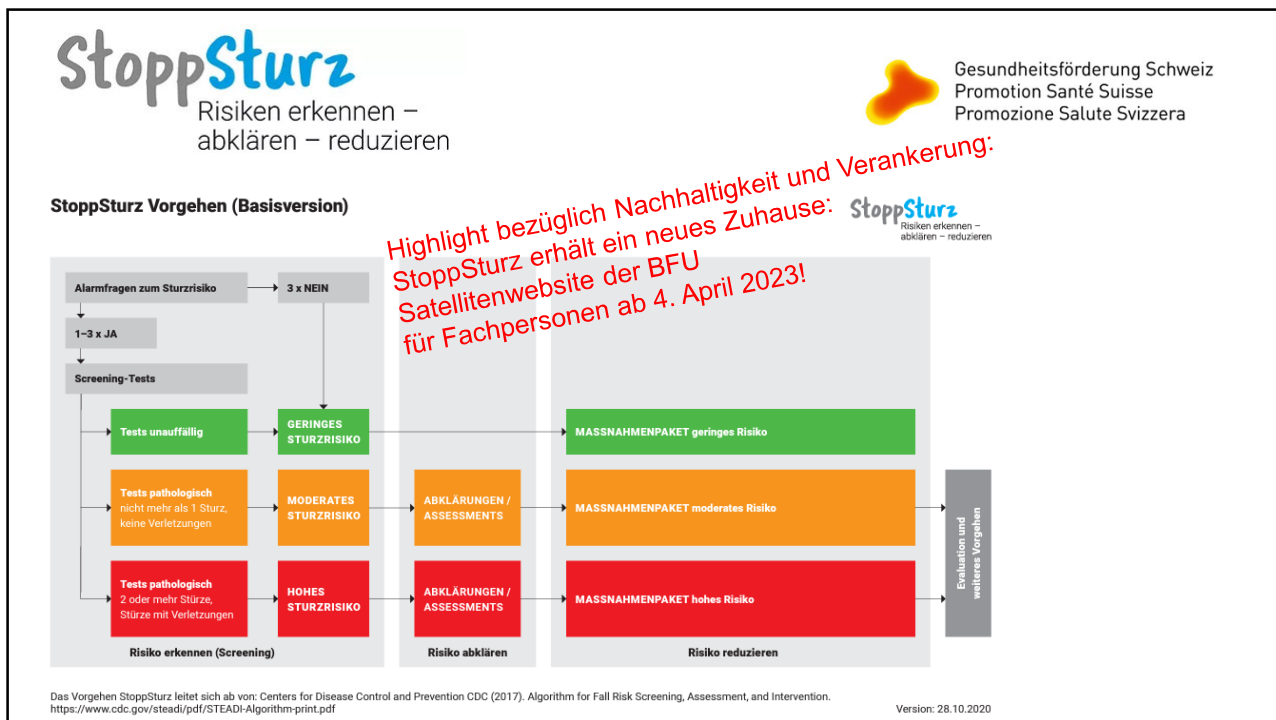 StoppSturz
Risiken erkennen –
abklären – reduzieren
Gesundheitsförderung Schweiz
Promotion Santé Suisse
Promozione Salute Svizzera
Highlight bezüglich Nachhaltigkeit und Verankerung:
StoppSturz erhält ein neues Zuhause:
Satellitenwebsite der BFU
für Fachpersonen ab 4. April 2023!
StoppSturz Vorgehen (Basisversion)
StoppSturz
Risiken erkennen –
abklären – reduzieren
Alarmfragen zum Sturzrisiko
3 x NEIN
1–3 x JA
Screening-Tests
Tests unauffällig
GERINGES
STURZRISIKO
MASSNAHMENPAKET geringes Risiko
Tests pathologisch
nicht mehr als 1 Sturz,
keine Verletzungen
MODERATES
STURZRISIKO
ABKLÄRUNGEN /
ASSESSMENTS
MASSNAHMENPAKET moderates Risiko
Tests pathologisch
2 oder mehr Stürze,
Stürze mit Verletzungen
HOHES
STURZRISIKO
ABKLÄRUNGEN /
ASSESSMENTS
MASSNAHMENPAKET hohes Risiko
Evaluation und
weiteres Vorgehen
Risiko erkennen (Screening)
Risiko abklären
Risiko reduzieren
Das Vorgehen StoppSturz leitet sich ab von: Centers for Disease Control and Prevention CDC (2017). Algorithm for Fall Risk Screening, Assessment, and Intervention.
https://www.cdc.gov/steadi/pdf/STEADI-Algorithm-print.pdf
Version: 28.10.2020